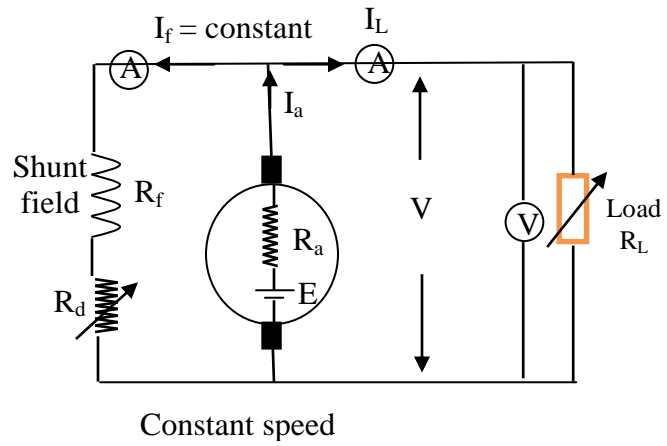 I_f = constant
I_L
A
A
I_a
Shunt
field
R_f
R_a
V
V
Load
R_L
R_d
E
Constant speed